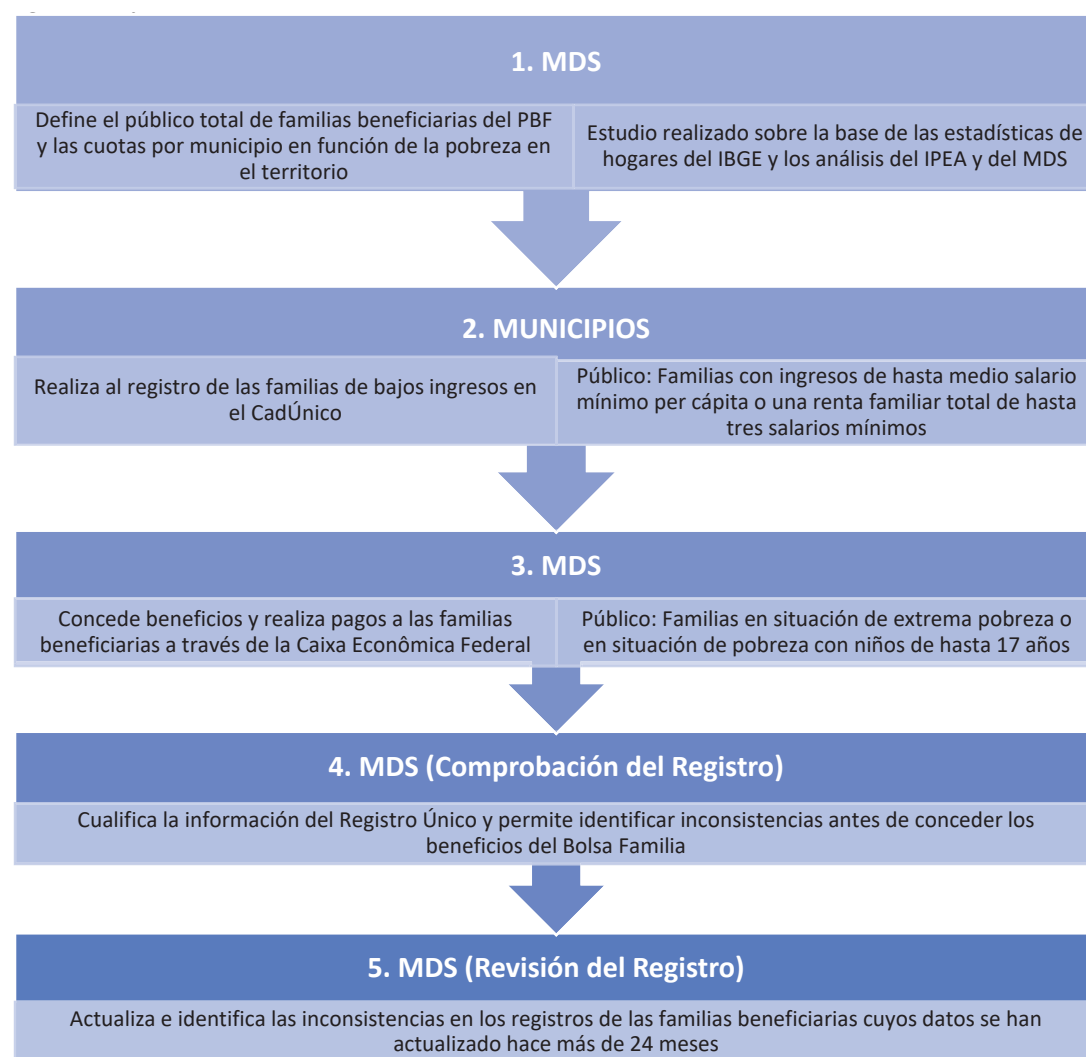 1. MDS
Define el público total de familias beneficiarias del PBF
y las cuotas por municipio en función de la pobreza en
el territorio
Estudio realizado sobre la base de las estadísticas de
hogares del IBGE y los análisis del IPEA y del MDS
2. MUNICIPIOS
Realiza al registro de las familias de bajos ingresos en
el CadÚnico
Público: Familias con ingresos de hasta medio salario
mínimo per cápita o una renta familiar total de hasta
tres salarios mínimos
3. MDS
Concede beneficios y realiza pagos a las familias
beneficiarias a través de la Caixa Econômica Federal
Público: Familias en situación de extrema pobreza o
en situación de pobreza con niños de hasta 17 años
4. MDS (Comprobación del Registro)
Cualifica la información del Registro Único y permite identificar inconsistencias antes de conceder los
beneficios del Bolsa Familia
5. MDS (Revisión del Registro)
Actualiza e identifica las inconsistencias en los registros de las familias beneficiarias cuyos datos se han
actualizado hace más de 24 meses